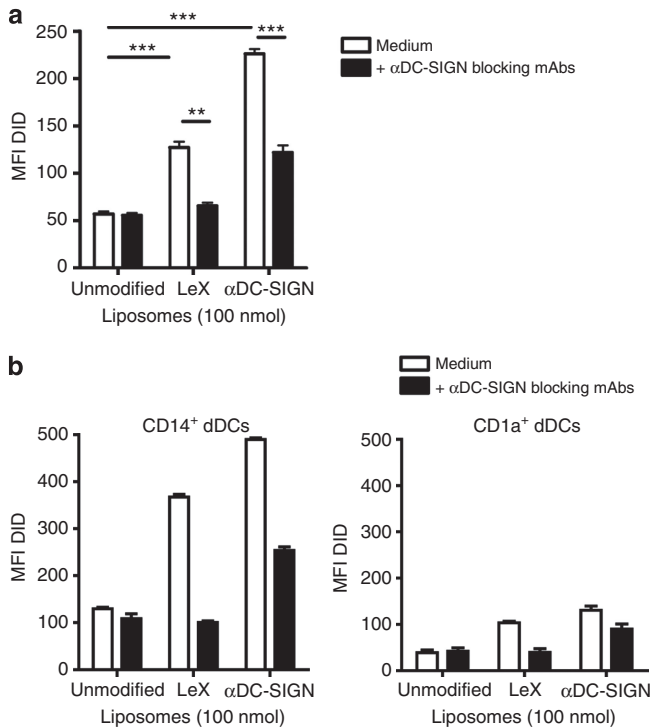 a
***
***
***
**
250
200
150
100
50
0
MFI DID
Unmodified LeX αDC-SIGN
Liposomes (100 nmol)
Medium
+ αDC-SIGN blocking mAbs
b
Medium
+ αDC-SIGN blocking mAbs
CD14⁺ dDCs
500
400
300
200
100
0
MFI DID
Unmodified LeX αDC-SIGN
Liposomes (100 nmol)
CD1a⁺ dDCs
500
400
300
200
100
0
MFI DID
Unmodified LeX αDC-SIGN
Liposomes (100 nmol)